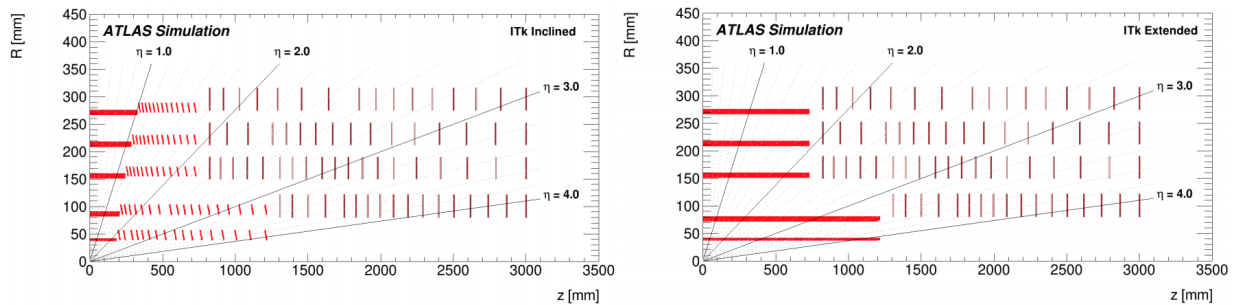 R [mm]
450
400
350
300
250
200
150
100
50
0
ATLAS Simulation
ITk Inclined
η = 1.0
η = 2.0
η = 3.0
η = 4.0
0 500 1000 1500 2000 2500 3000 3500
z [mm]
R [mm]
450
400
350
300
250
200
150
100
50
0
ATLAS Simulation
ITk Extended
η = 1.0
η = 2.0
η = 3.0
η = 4.0
0 500 1000 1500 2000 2500 3000 3500
z [mm]